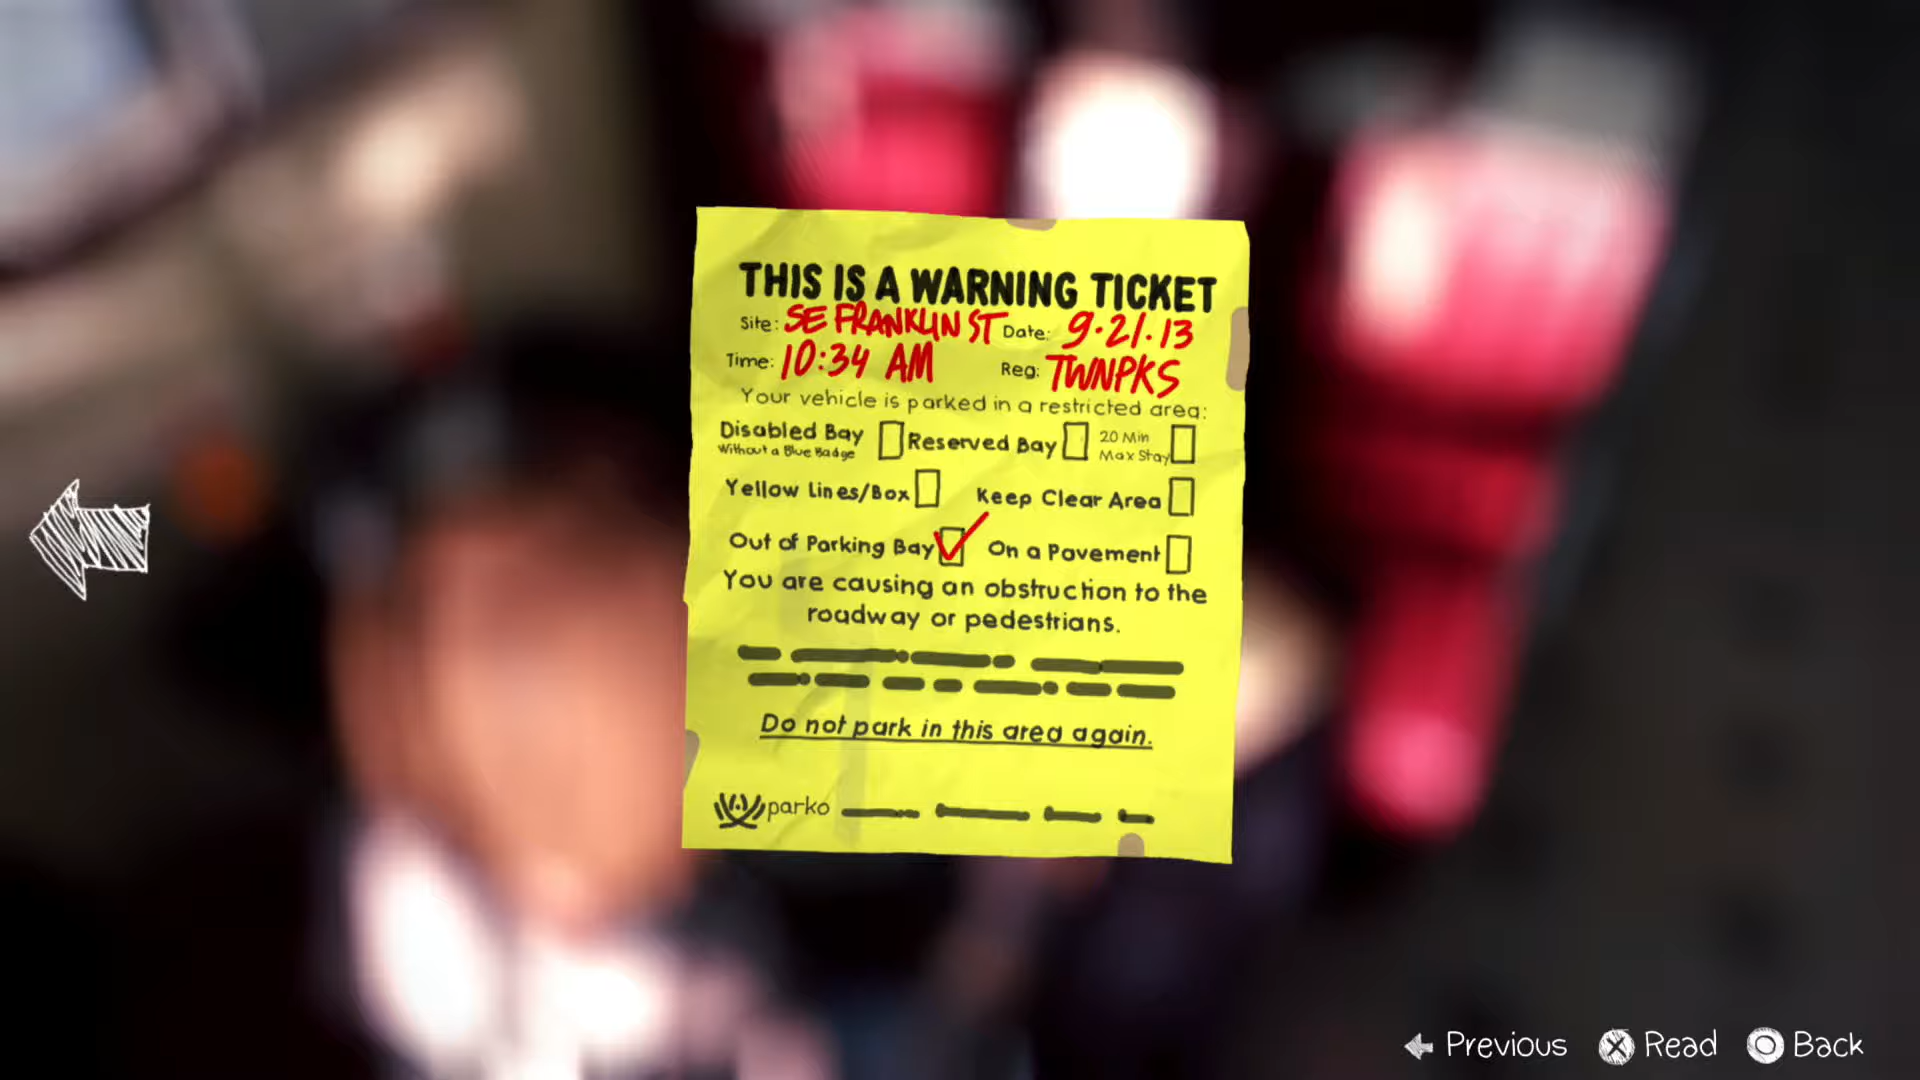 THIS IS A WARNING TICKET
Site: SE FRANKLIN ST Date: 9.21.13
Time: 10:34 AM Reg: TWNPKS
Your vehicle is parked in a restricted area:
Disabled Bay Reserved Bay 20 Min
Without a Blue Badge Max Stay
Yellow Lines/Box Keep Clear Area
Out of Parking Bay On a Pavement
You are causing an obstruction to the
roadway or pedestrians.
Do not park in this area again.
parko
Previous Read Back